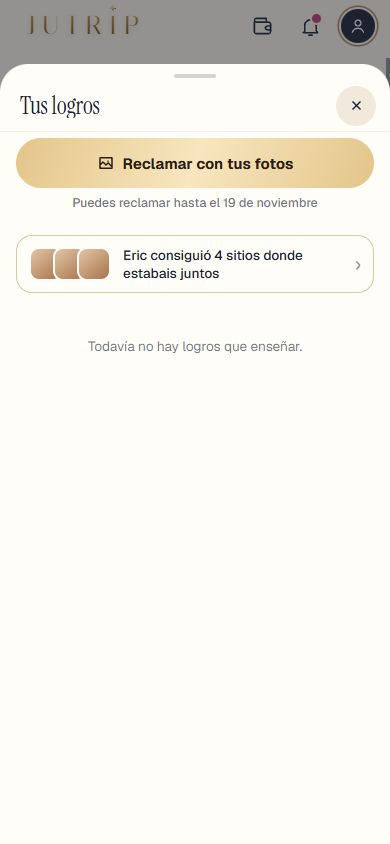 JUTRIP
Tus logros
Reclamar con tus fotos
Puedes reclamar hasta el 19 de noviembre
Eric consiguió 4 sitios donde
estabais juntos
Todavía no hay logros que enseñar.